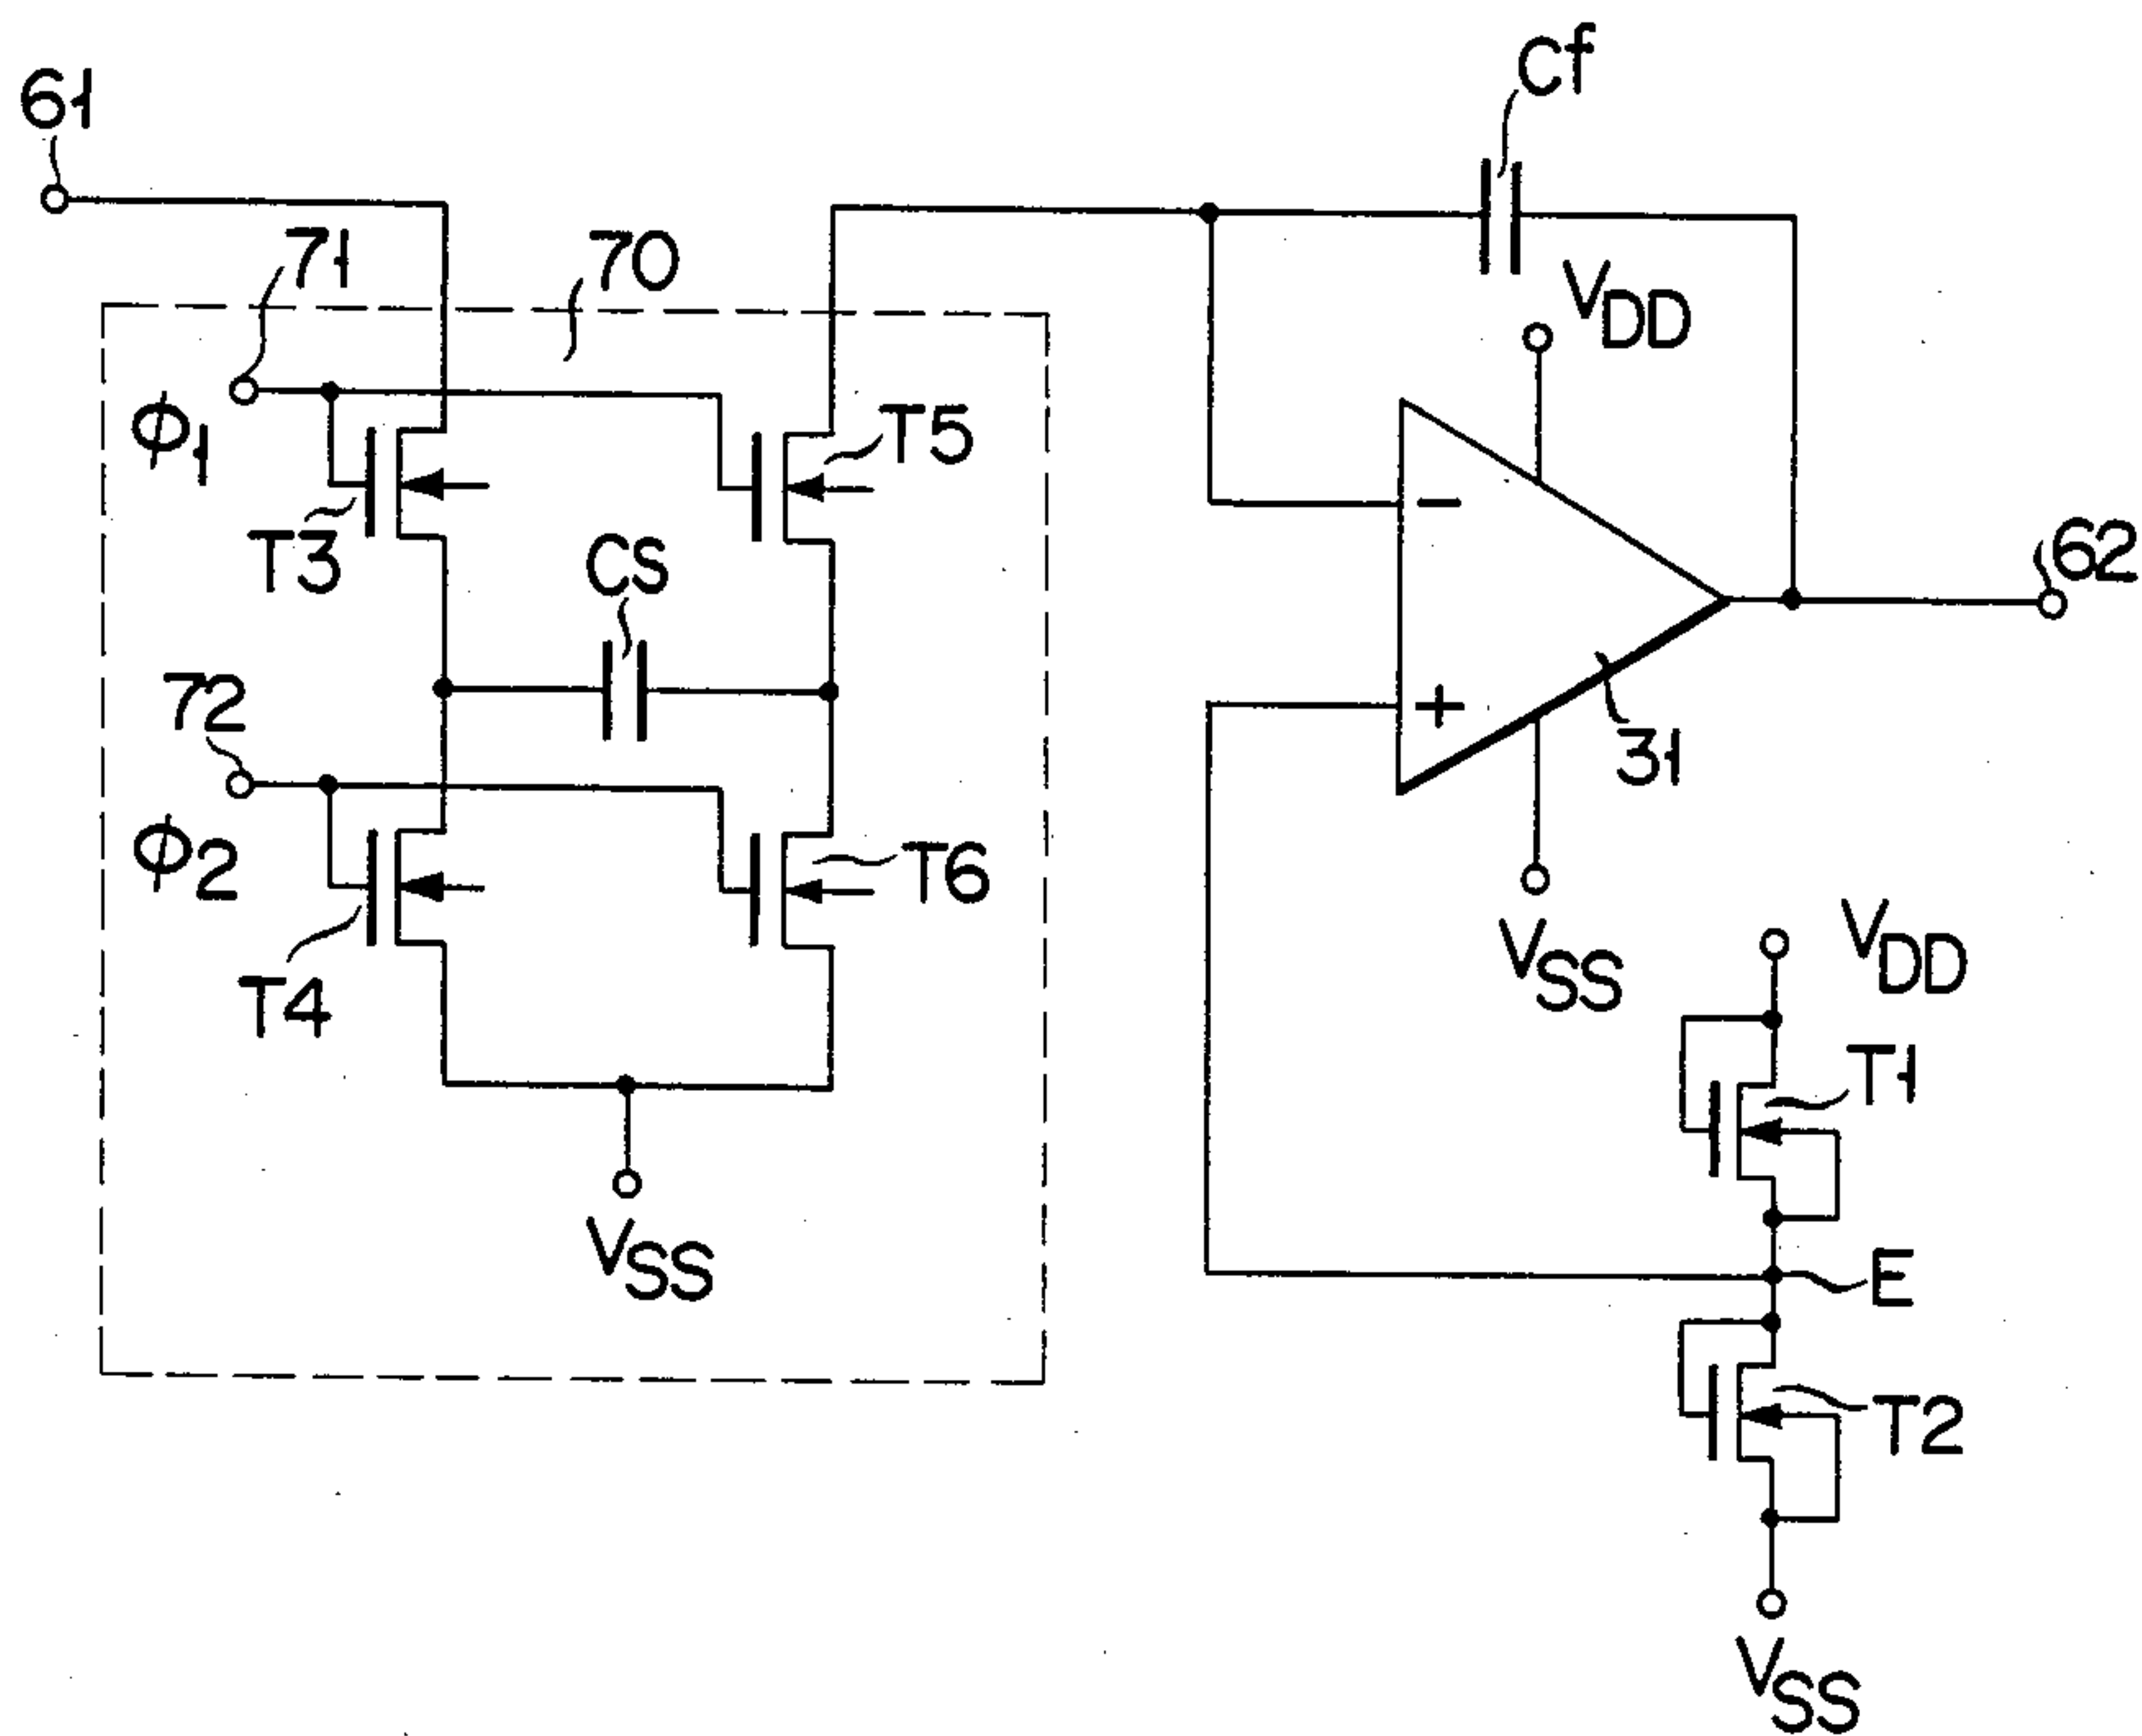 Cf
61
71
70
VDD
ϕ1
T5
T3
CS
−
62
72
+
31
ϕ2
T6
VSS
VDD
T4
T1
VSS
E
T2
VSS